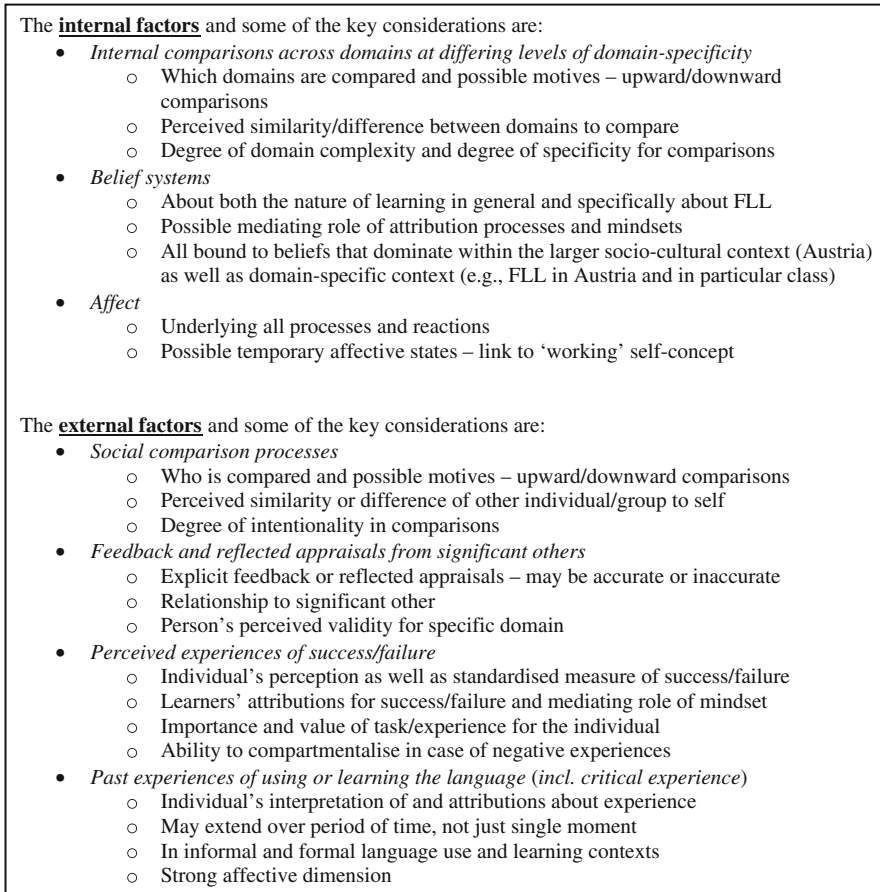 The internal factors and some of the key considerations are:
• Internal comparisons across domains at differing levels of domain-specificity
o Which domains are compared and possible motives – upward/downward
comparisons
o Perceived similarity/difference between domains to compare
o Degree of domain complexity and degree of specificity for comparisons
• Belief systems
o About both the nature of learning in general and specifically about FLL
o Possible mediating role of attribution processes and mindsets
o All bound to beliefs that dominate within the larger socio-cultural context (Austria)
as well as domain-specific context (e.g., FLL in Austria and in particular class)
• Affect
o Underlying all processes and reactions
o Possible temporary affective states – link to ‘working’ self-concept
The external factors and some of the key considerations are:
• Social comparison processes
o Who is compared and possible motives – upward/downward comparisons
o Perceived similarity or difference of other individual/group to self
o Degree of intentionality in comparisons
• Feedback and reflected appraisals from significant others
o Explicit feedback or reflected appraisals – may be accurate or inaccurate
o Relationship to significant other
o Person’s perceived validity for specific domain
• Perceived experiences of success/failure
o Individual’s perception as well as standardised measure of success/failure
o Learners’ attributions for success/failure and mediating role of mindset
o Importance and value of task/experience for the individual
o Ability to compartmentalise in case of negative experiences
• Past experiences of using or learning the language (incl. critical experience)
o Individual’s interpretation of and attributions about experience
o May extend over period of time, not just single moment
o In informal and formal language use and learning contexts
o Strong affective dimension